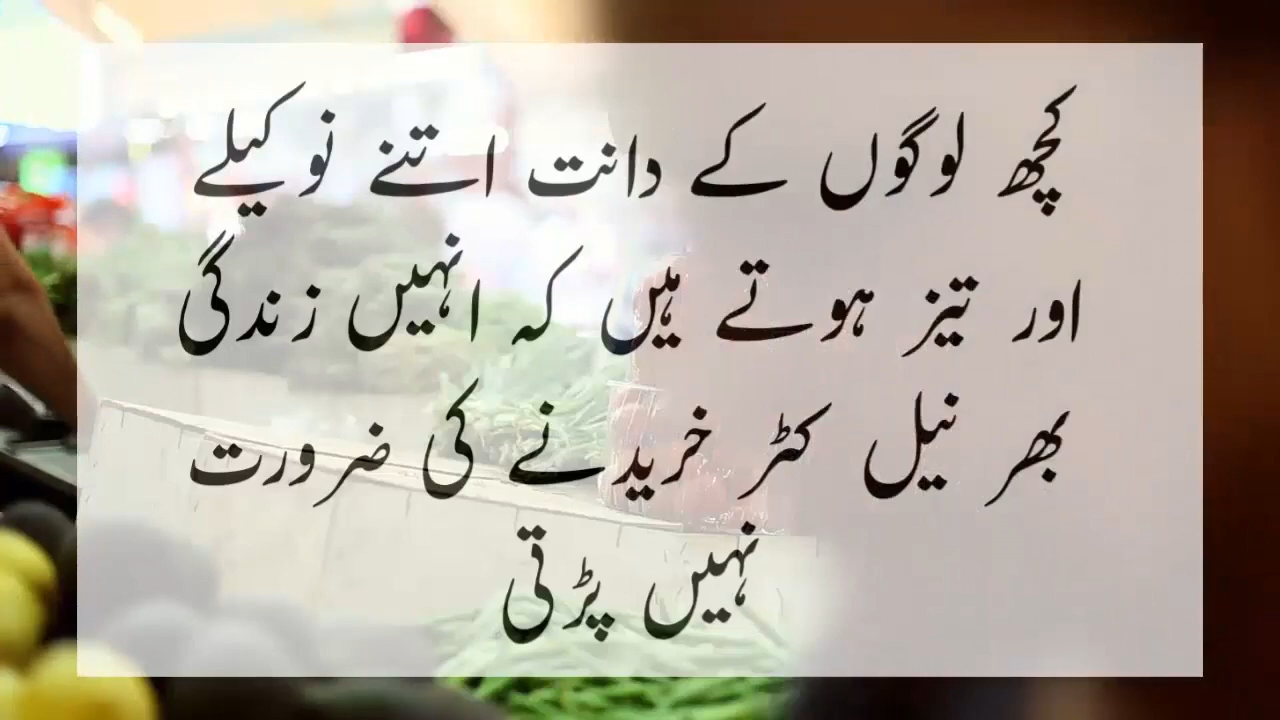 کچھ لوگوں کے دانت اتنے نوکیلے
اور تیز ہوتے ہیں کہ انہیں زندگی
بھر نیل کٹر خریدنے کی ضرورت
نہیں پڑتی